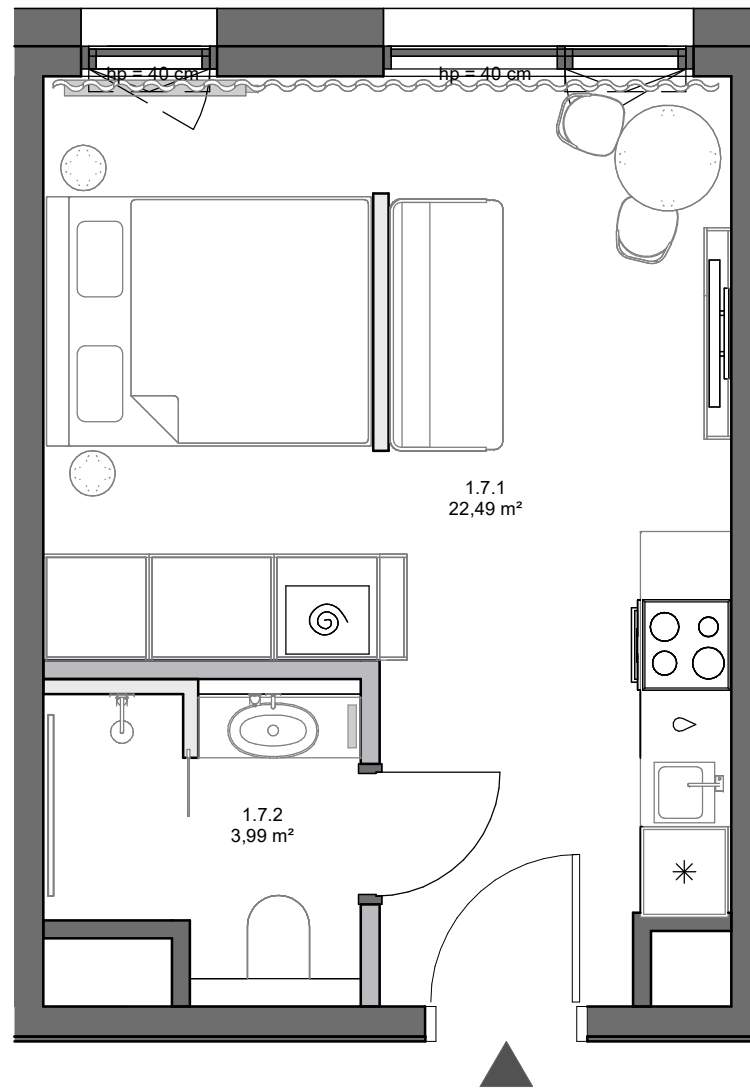 hp = 40 cm
hp = 40 cm
1.7.1
22,49 m²
1.7.2
3,99 m²